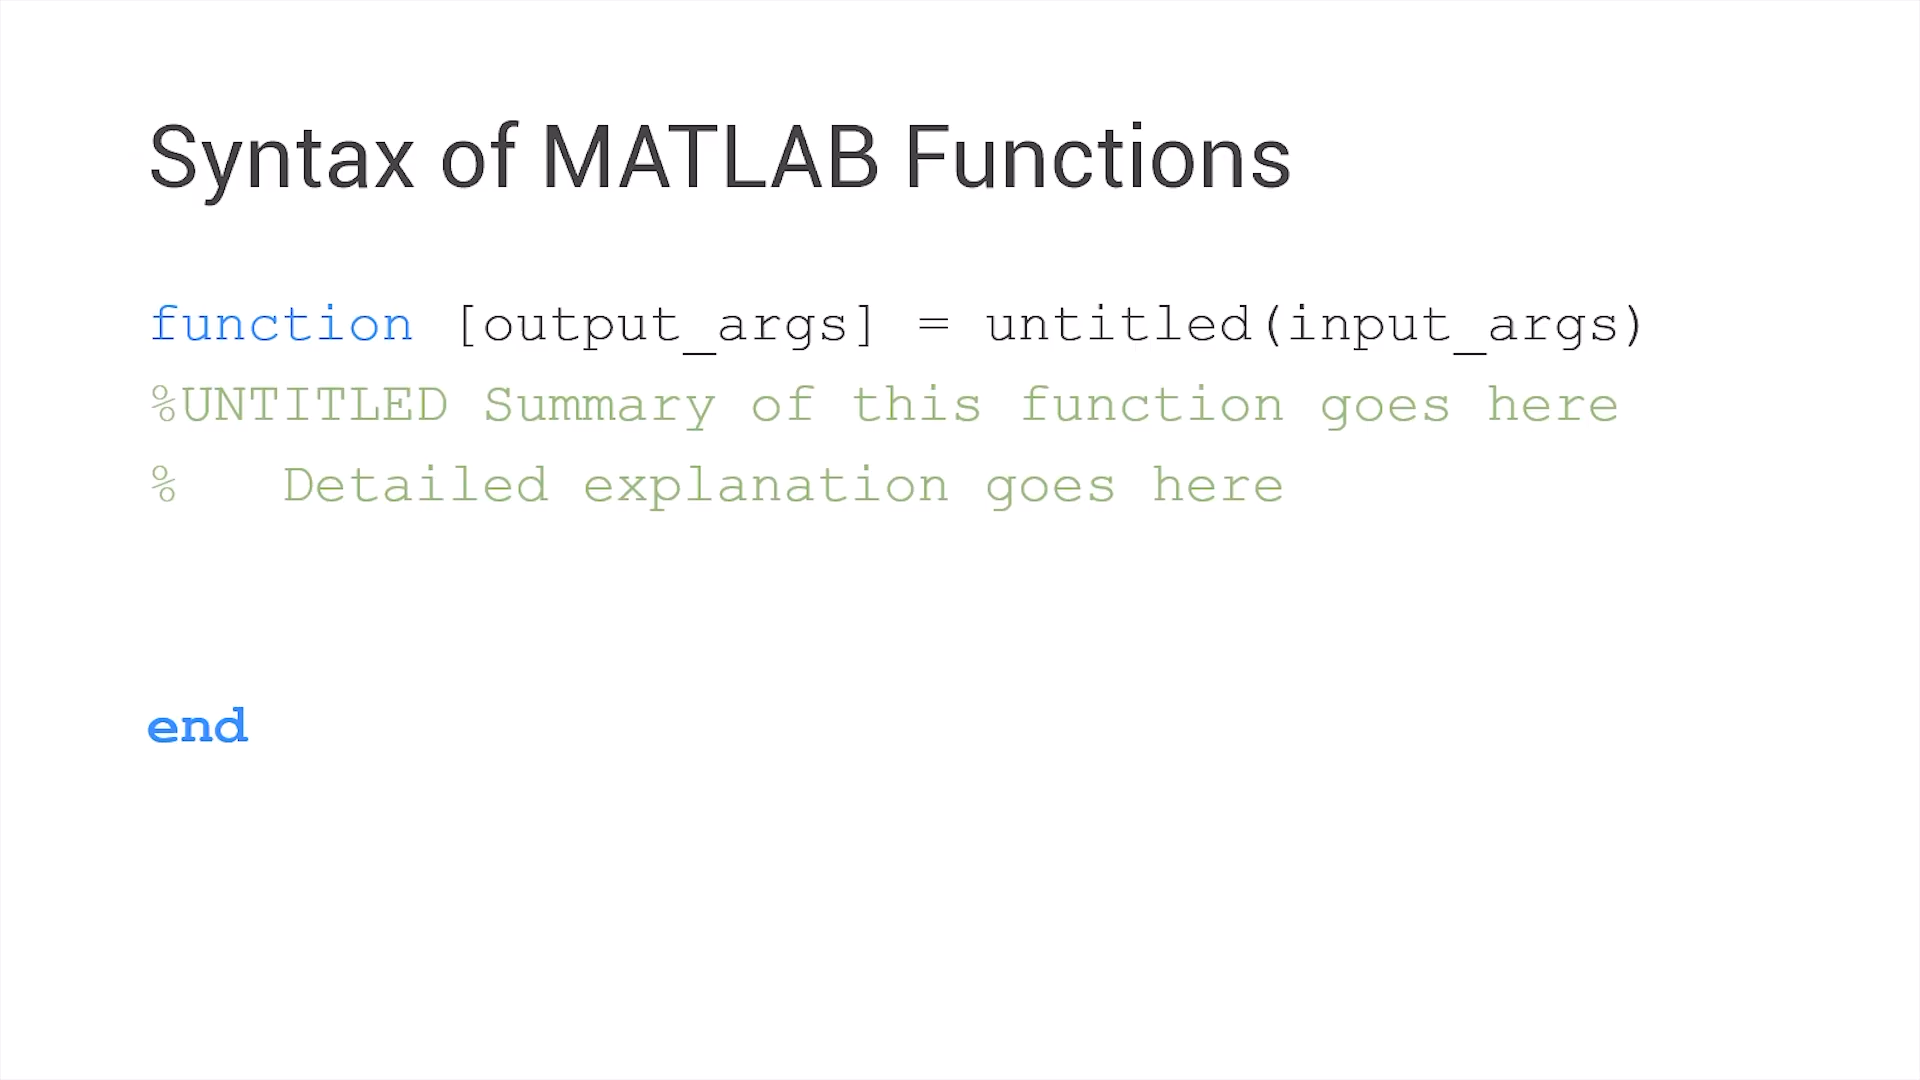 Syntax of MATLAB Functions
function [output_args] = untitled(input_args)
%UNTITLED Summary of this function goes here
%   Detailed explanation goes here
end